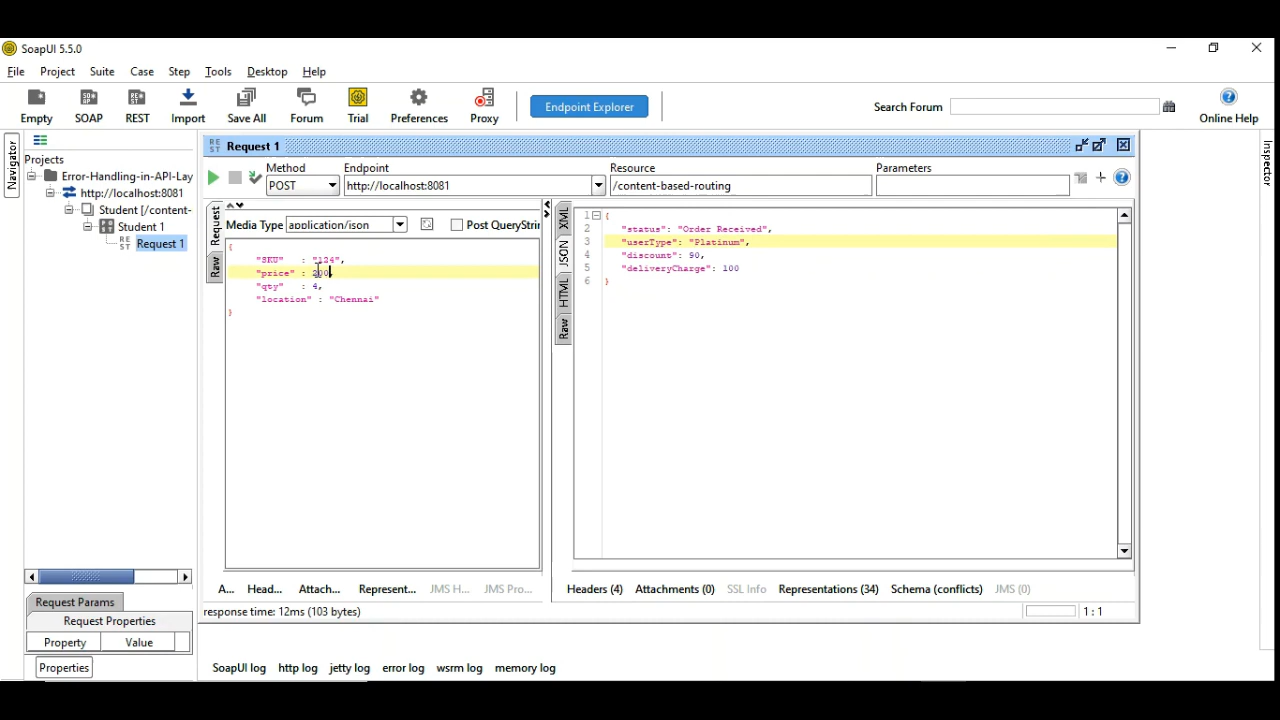 SoapUI 5.5.0
File Project Suite Case Step Tools Desktop Help
Empty SOAP REST Import Save All Forum Trial Preferences Proxy Endpoint Explorer Search Forum Online Help
Navigator
Projects
Error-Handling-in-API-Lay
http://localhost:8081
Student [/content-
Student 1
REST Request 1
REST Request 1
Method Endpoint Resource Parameters
POST http://localhost:8081 /content-based-routing
Request
Raw
Media Type application/json Post QueryStrin
{
"SKU" : "124",
"price" : 200,
"qty" : 4,
"location" : "Chennai"
}
XML
JSON
HTML
Raw
1 {
2 "status": "Order Received",
3 "userType": "Platinum",
4 "discount": 90,
5 "deliveryCharge": 100
6 }
A... Head... Attach... Represent... JMS H... JMS Pro...
Headers (4) Attachments (0) SSL Info Representations (34) Schema (conflicts) JMS (0)
response time: 12ms (103 bytes) 1 : 1
Request Params
Request Properties
Property Value
Properties
SoapUI log http log jetty log error log wsrm log memory log
Inspector